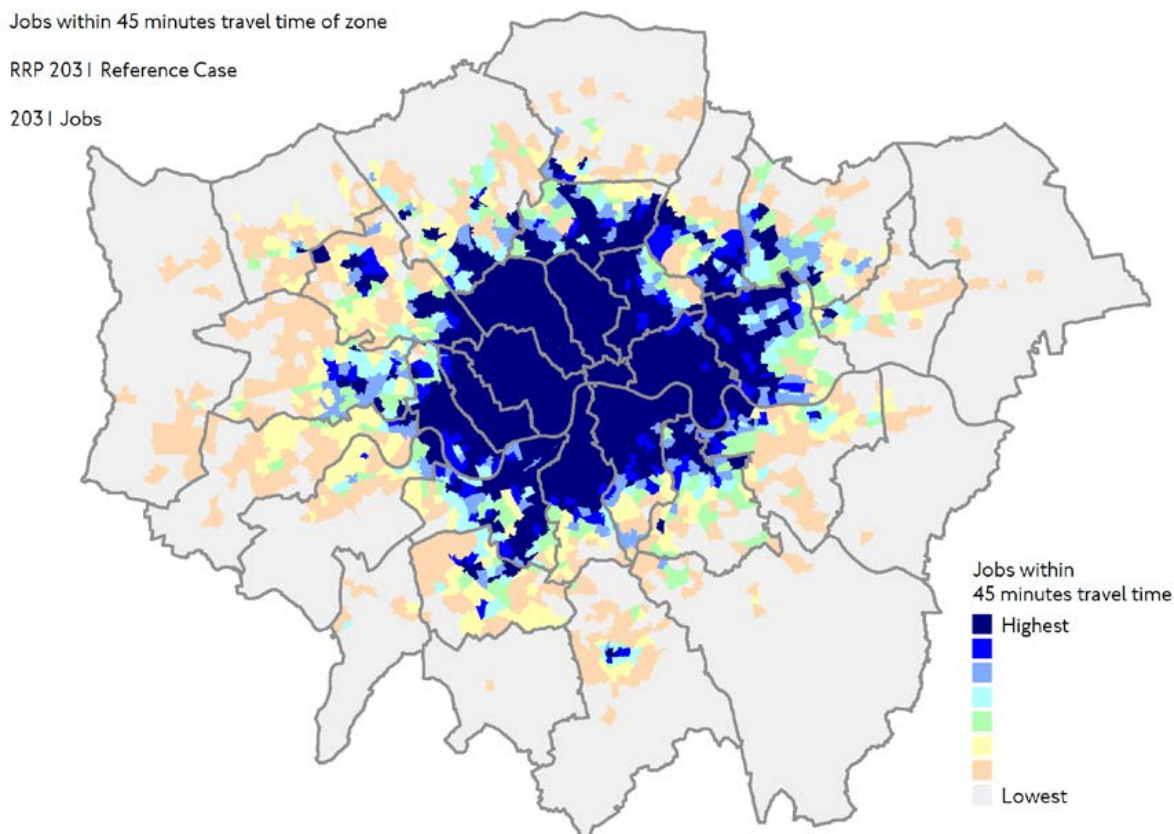 Jobs within 45 minutes travel time of zone
RRP 2031 Reference Case
2031 Jobs
Jobs within
45 minutes travel time
Highest
Lowest